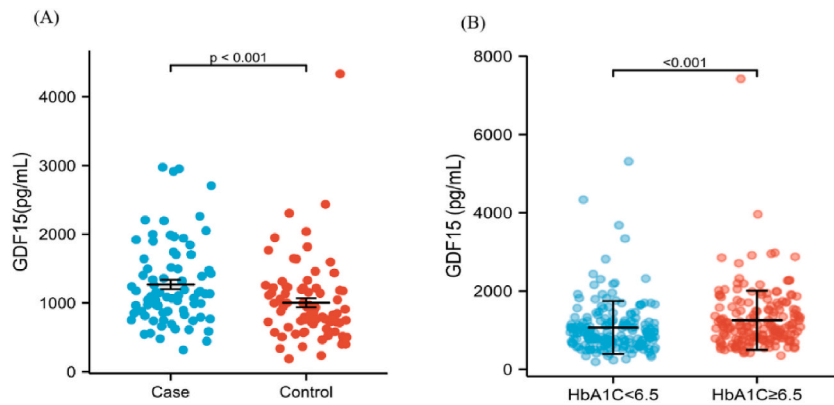 (A)
p < 0.001
GDF15(pg/mL)
4000
3000
2000
1000
0
Case
Control
(B)
<0.001
GDF15 (pg/mL)
8000
6000
4000
2000
0
HbA1C<6.5
HbA1C≥6.5